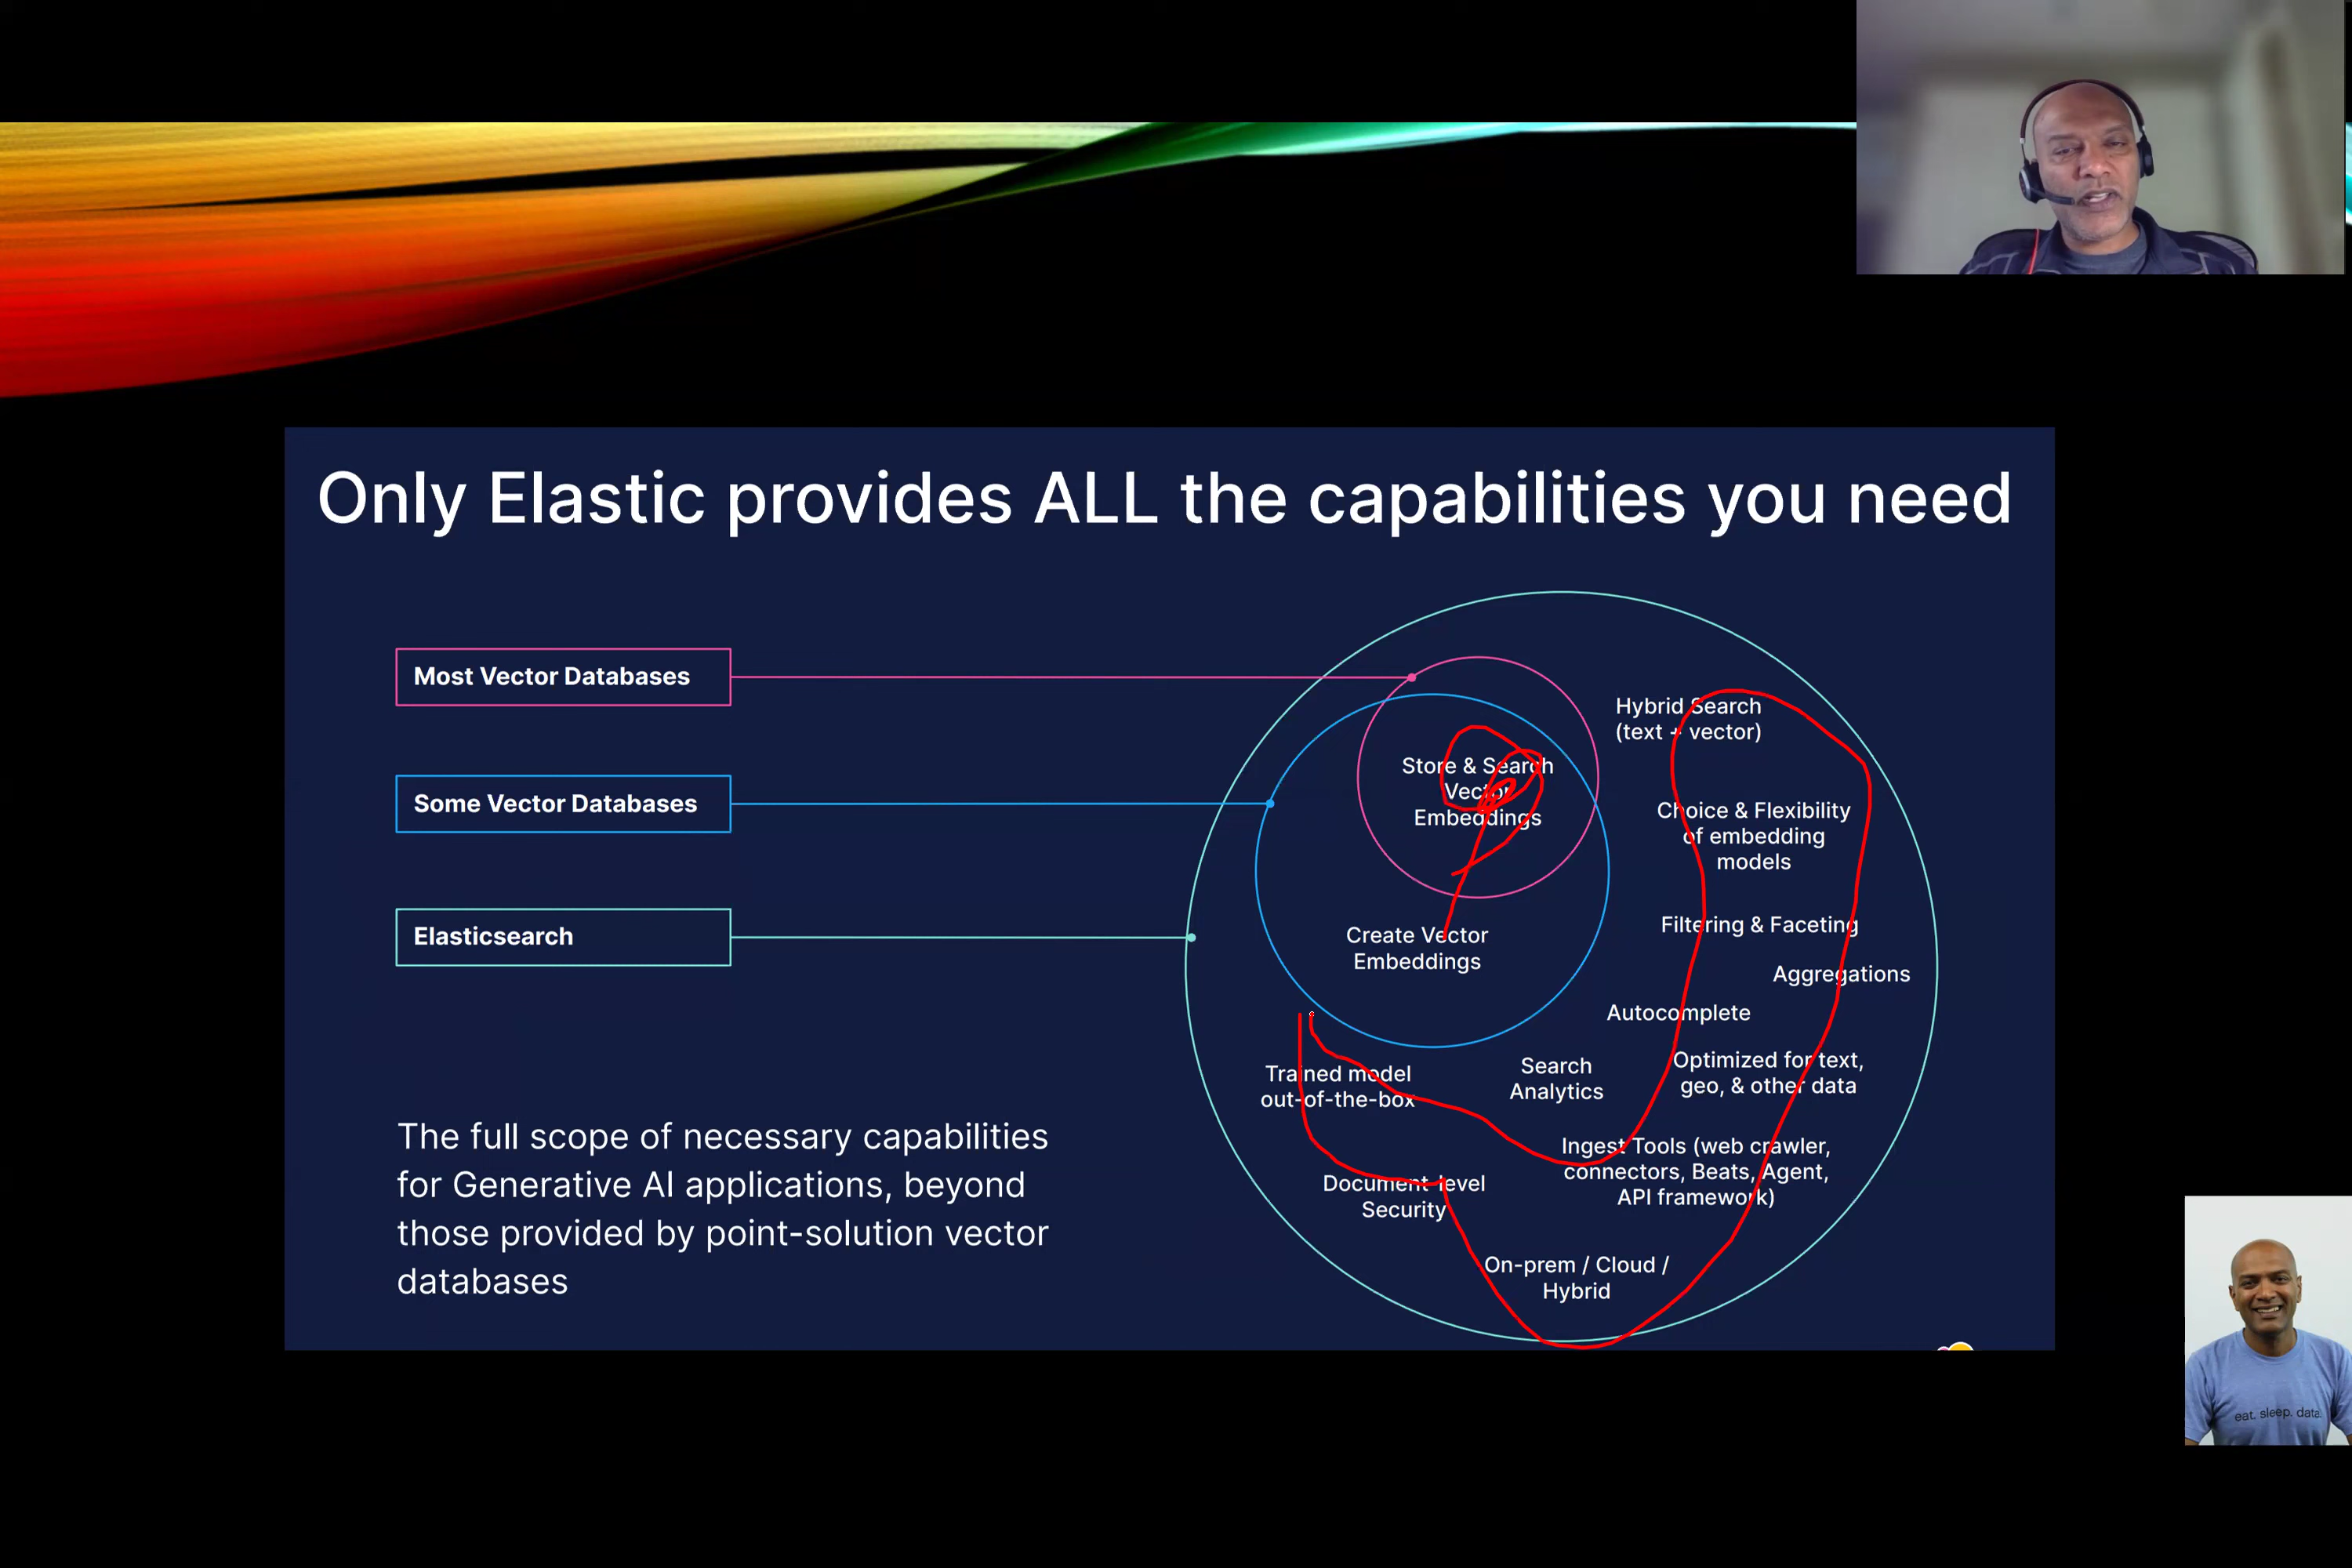 Only Elastic provides ALL the capabilities you need
Most Vector Databases
Some Vector Databases
Elasticsearch
The full scope of necessary capabilities
for Generative AI applications, beyond
those provided by point-solution vector
databases
Store & Search
Vector
Embeddings
Create Vector
Embeddings
Hybrid Search
(text + vector)
Choice & Flexibility
of embedding
models
Filtering & Faceting
Aggregations
Autocomplete
Optimized for text,
geo, & other data
Search
Analytics
Trained model
out-of-the-box
Ingest Tools (web crawler,
connectors, Beats, Agent,
API framework)
Document-level
Security
On-prem / Cloud /
Hybrid
eat. sleep. data.